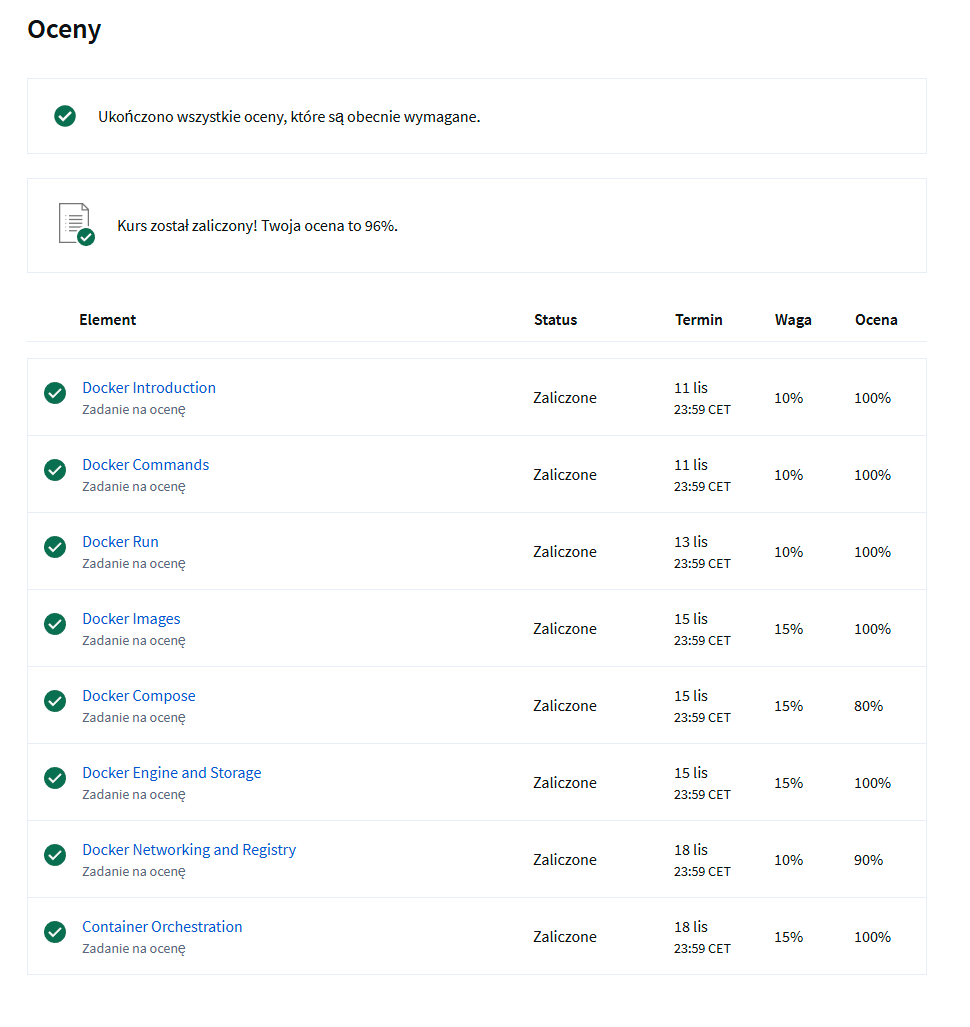 Oceny
Ukończono wszystkie oceny, które są obecnie wymagane.
Kurs został zaliczony! Twoja ocena to 96%.
Element Status Termin Waga Ocena
Docker Introduction
Zadanie na ocenę
Zaliczone
11 lis
23:59 CET
10%
100%
Docker Commands
Zadanie na ocenę
Zaliczone
11 lis
23:59 CET
10%
100%
Docker Run
Zadanie na ocenę
Zaliczone
13 lis
23:59 CET
10%
100%
Docker Images
Zadanie na ocenę
Zaliczone
15 lis
23:59 CET
15%
100%
Docker Compose
Zadanie na ocenę
Zaliczone
15 lis
23:59 CET
15%
80%
Docker Engine and Storage
Zadanie na ocenę
Zaliczone
15 lis
23:59 CET
15%
100%
Docker Networking and Registry
Zadanie na ocenę
Zaliczone
18 lis
23:59 CET
10%
90%
Container Orchestration
Zadanie na ocenę
Zaliczone
18 lis
23:59 CET
15%
100%